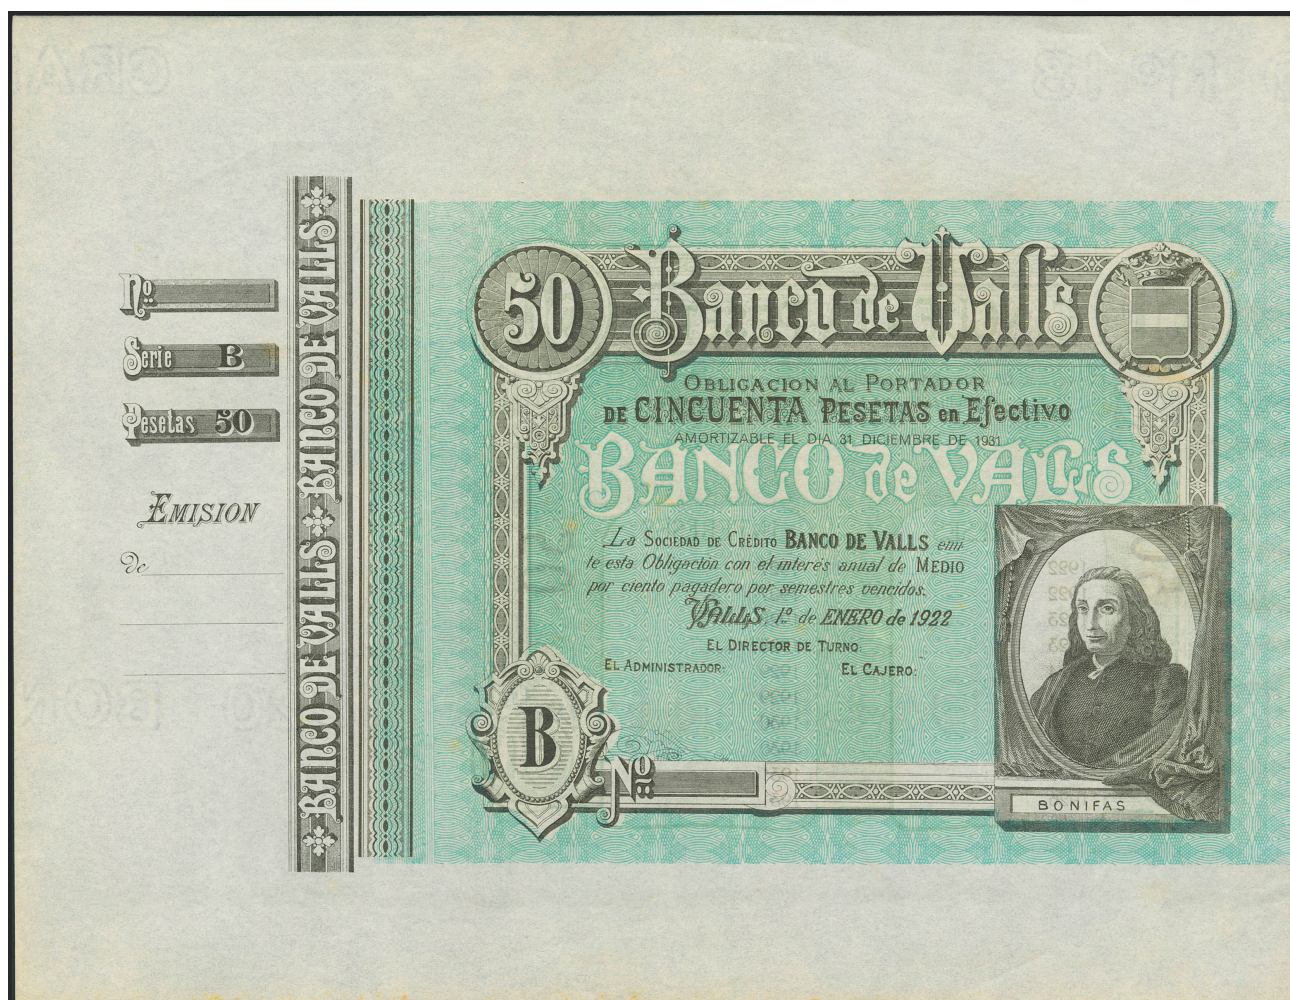 Nº
Serie B
Pesetas 50
EMISION
De
BANCO DE VALLS BANCO DE VALLS
50 Banco de Valls
OBLIGACION AL PORTADOR
DE CINCUENTA PESETAS en Efectivo
AMORTIZABLE EL DIA 31 DICIEMBRE DE 1931
BANCO de VALLS
La SOCIEDAD DE CRÉDITO BANCO DE VALLS emi-
te esta Obligación con el interés anual de MEDIO
por ciento pagadero por semestres vencidos.
VALLS, 1º de ENERO de 1922
EL DIRECTOR DE TURNO:
EL ADMINISTRADOR: EL CAJERO:
B
Nº
BONIFAS